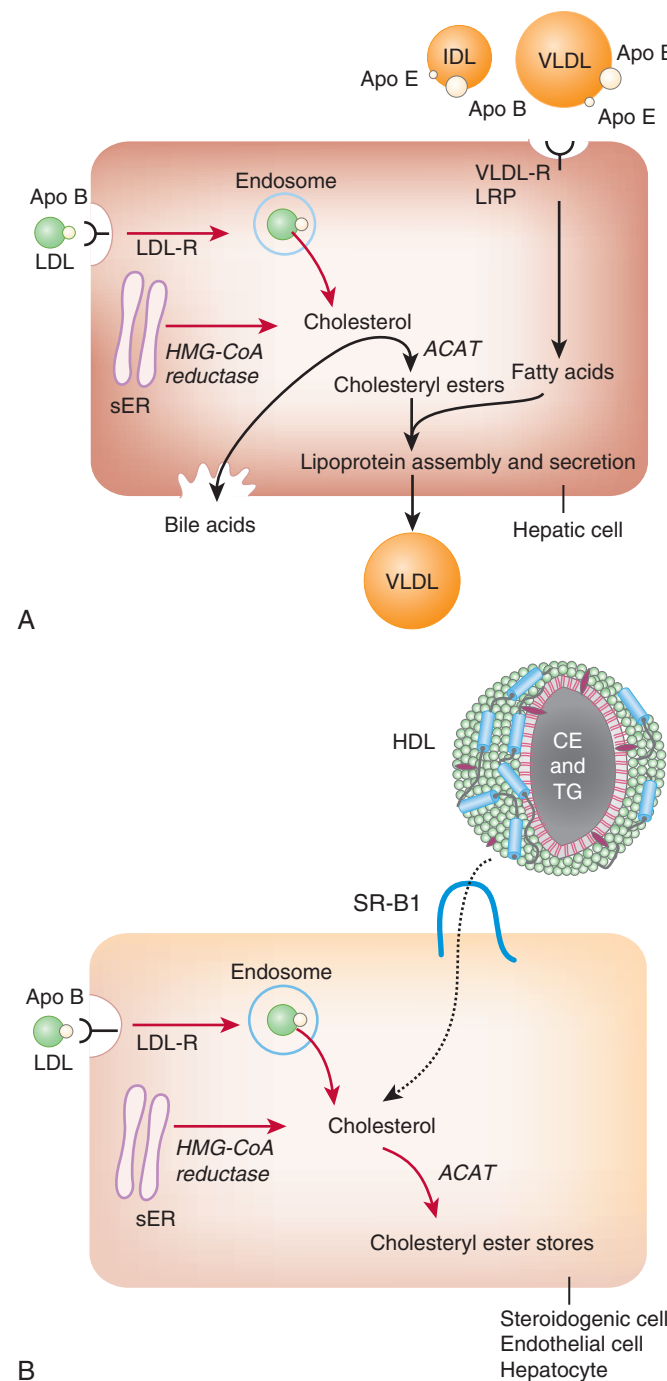 IDL
VLDL
Apo E
Apo B
Apo E
Apo B
VLDL-R
LRP
Endosome
Apo B
LDL
LDL-R
Cholesterol
HMG-CoA
reductase
sER
ACAT
Cholesteryl esters
Fatty acids
Lipoprotein assembly and secretion
Bile acids
Hepatic cell
VLDL
A
HDL
CE
and
TG
SR-B1
Endosome
Apo B
LDL
LDL-R
Cholesterol
HMG-CoA
reductase
sER
ACAT
Cholesteryl ester stores
Steroidogenic cell
Endothelial cell
Hepatocyte
B